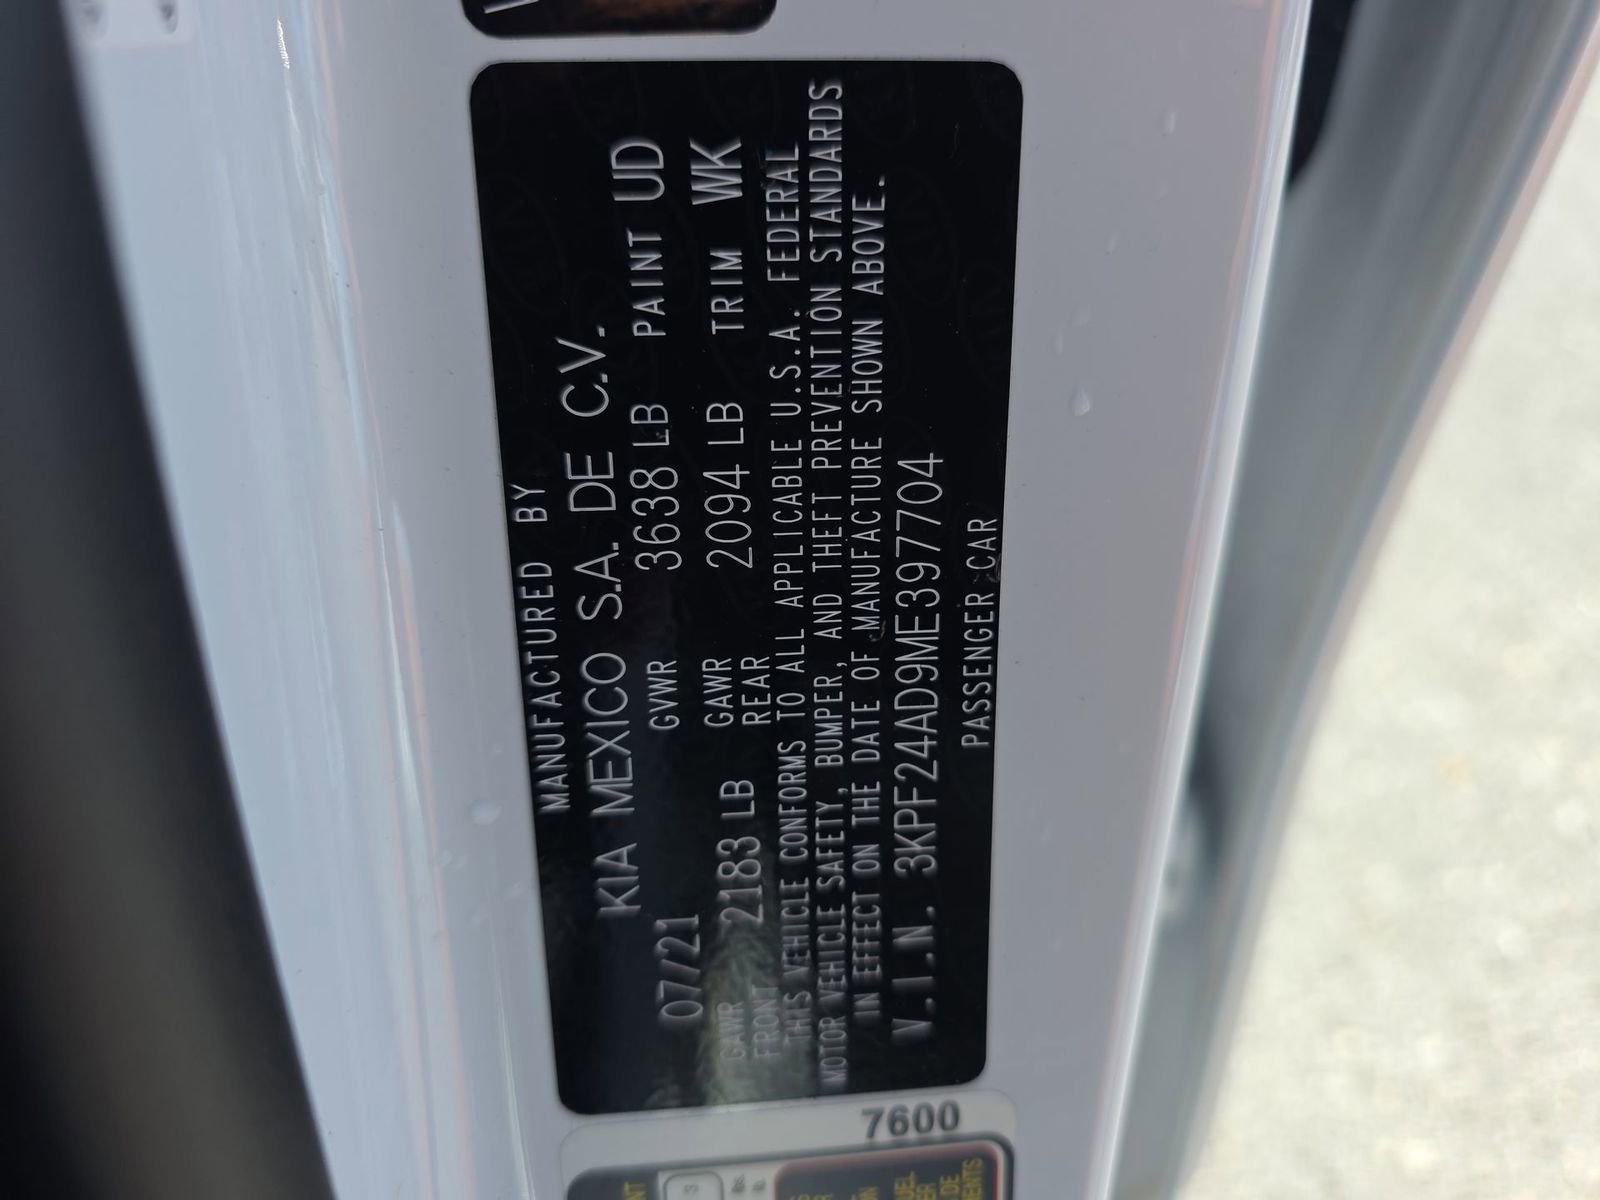 MANUFACTURED BY
KIA MEXICO S.A. DE C.V.
07/21 GVWR 3638 LB PAINT UD
GAWR FRONT 2183 LB GAWR REAR 2094 LB TRIM WK
THIS VEHICLE CONFORMS TO ALL APPLICABLE U.S.A. FEDERAL
MOTOR VEHICLE SAFETY, BUMPER, AND THEFT PREVENTION STANDARDS
IN EFFECT ON THE DATE OF MANUFACTURE SHOWN ABOVE.
V.I.N. 3KPF24AD9ME397704
PASSENGER CAR
7600